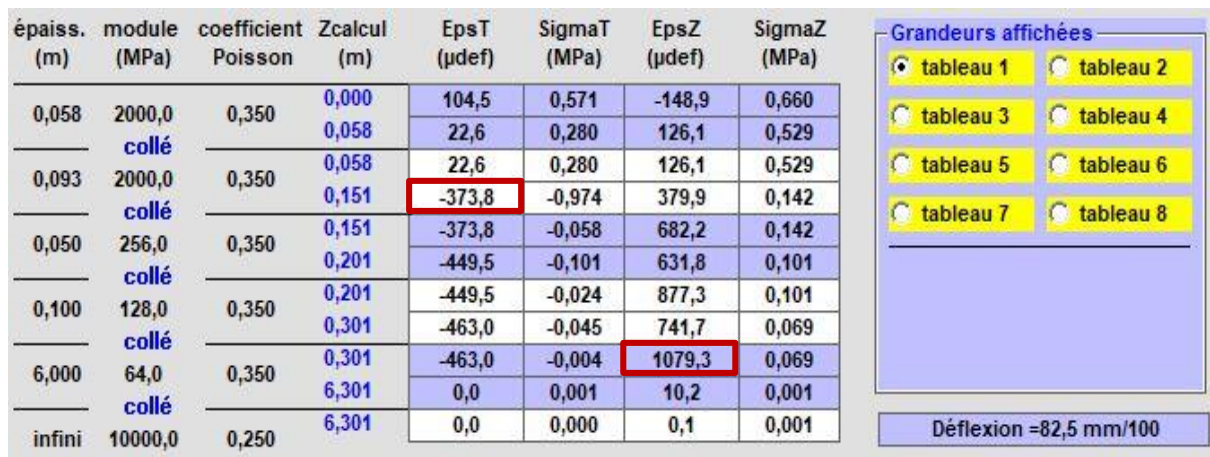 épaiss. module coefficient Zcalcul EpsT SigmaT EpsZ SigmaZ
(m) (MPa) Poisson (m) (µdef) (MPa) (µdef) (MPa)
0,058 2000,0 0,350 0,000 104,5 0,571 -148,9 0,660
0,058 22,6 0,280 126,1 0,529
collé
0,093 2000,0 0,350 0,058 22,6 0,280 126,1 0,529
0,151 -373,8 -0,974 379,9 0,142
collé
0,050 256,0 0,350 0,151 -373,8 -0,058 682,2 0,142
0,201 -449,5 -0,101 631,8 0,101
collé
0,100 128,0 0,350 0,201 -449,5 -0,024 877,3 0,101
0,301 -463,0 -0,045 741,7 0,069
collé
6,000 64,0 0,350 0,301 -463,0 -0,004 1079,3 0,069
6,301 0,0 0,001 10,2 0,001
collé
infini 10000,0 0,250 6,301 0,0 0,000 0,1 0,001
Grandeurs affichées
tableau 1 tableau 2
tableau 3 tableau 4
tableau 5 tableau 6
tableau 7 tableau 8
Déflexion =82,5 mm/100